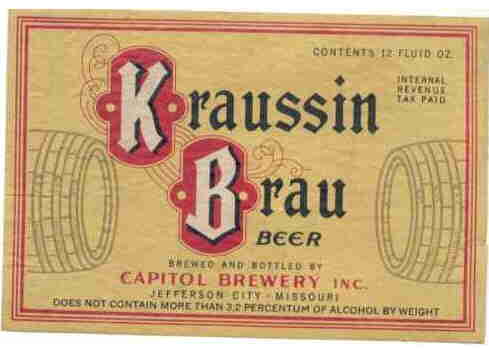 CONTENTS 12 FLUID OZ.
INTERNAL
REVENUE
TAX PAID
Kraussin
Brau
BEER
BREWED AND BOTTLED BY
CAPITOL BREWERY INC.
JEFFERSON CITY - MISSOURI
DOES NOT CONTAIN MORE THAN 3.2 PERCENTUM OF ALCOHOL BY WEIGHT